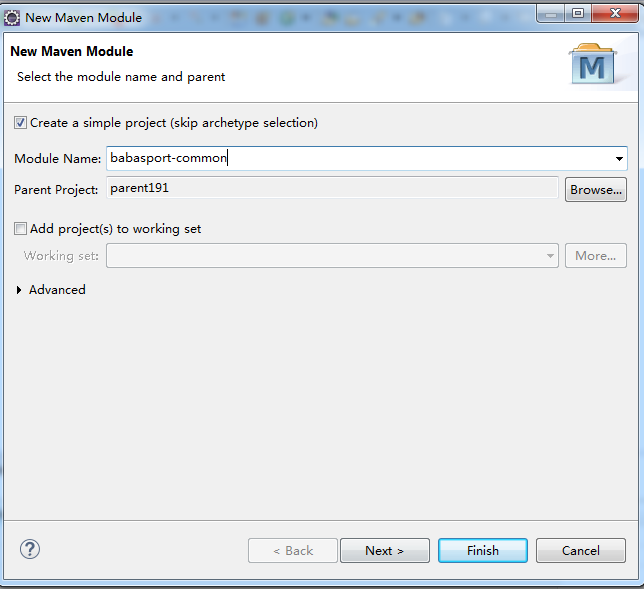 New Maven Module
New Maven Module
Select the module name and parent
M
Create a simple project (skip archetype selection)
Module Name: babasport-common
Parent Project: parent191 Browse...
Add project(s) to working set
Working set: More...
Advanced
? < Back Next > Finish Cancel